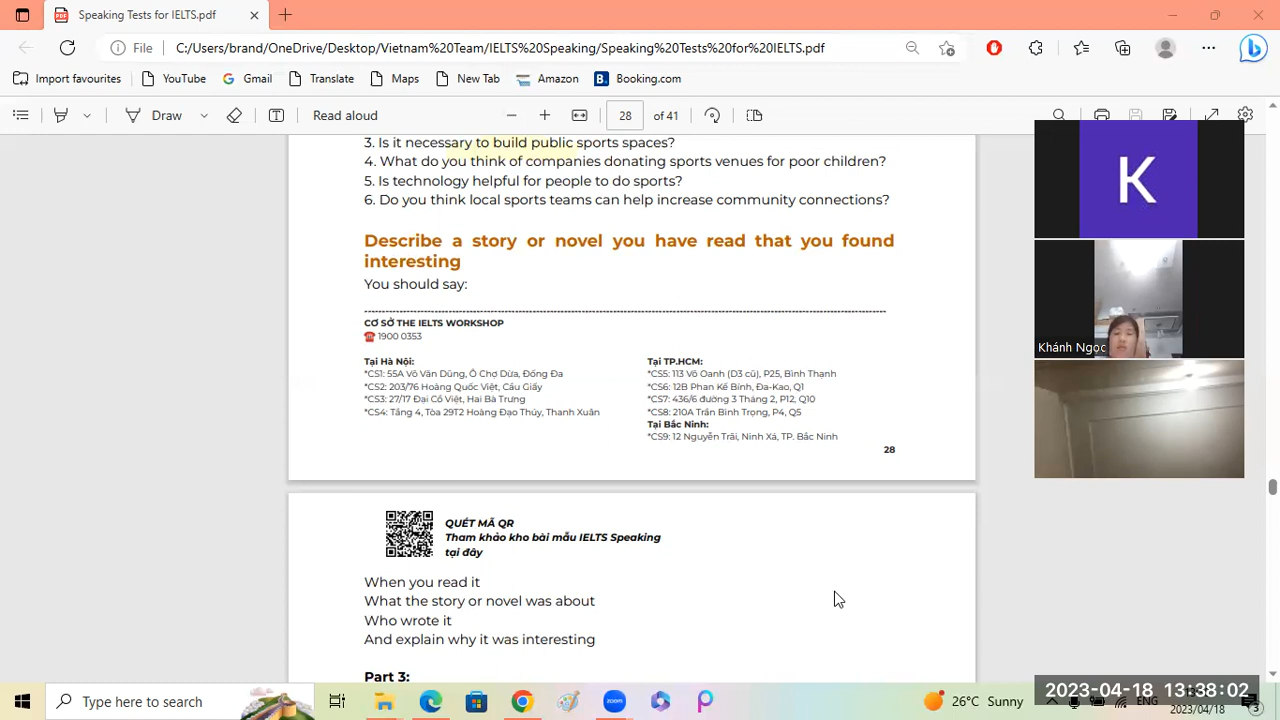 Speaking Tests for IELTS.pdf
File C:/Users/brand/OneDrive/Desktop/Vietnam%20Team/IELTS%20Speaking/Speaking%20Tests%20for%20IELTS.pdf
Import favourites YouTube Gmail Translate Maps New Tab Amazon Booking.com
Draw Read aloud 28 of 41
3. Is it necessary to build public sports spaces?
4. What do you think of companies donating sports venues for poor children?
5. Is technology helpful for people to do sports?
6. Do you think local sports teams can help increase community connections?
Describe a story or novel you have read that you found
interesting
You should say:
CƠ SỞ THE IELTS WORKSHOP
☎ 1900 0353
Tại Hà Nội:
*CS1: 55A Võ Văn Dũng, Ô Chợ Dừa, Đống Đa
*CS2: 203/76 Hoàng Quốc Việt, Cầu Giấy
*CS3: 27/17 Đại Cồ Việt, Hai Bà Trưng
*CS4: Tầng 4, Tòa 29T2 Hoàng Đạo Thúy, Thanh Xuân
Tại TP.HCM:
*CS5: 113 Võ Oanh (D3 cũ), P25, Bình Thạnh
*CS6: 12B Phan Kế Bính, Đa-Kao, Q1
*CS7: 436/6 đường 3 Tháng 2, P12, Q10
*CS8: 210A Trần Bình Trọng, P4, Q5
Tại Bắc Ninh:
*CS9: 12 Nguyễn Trãi, Ninh Xá, TP. Bắc Ninh
28
QUÉT MÃ QR
Tham khảo kho bài mẫu IELTS Speaking
tại đây
When you read it
What the story or novel was about
Who wrote it
And explain why it was interesting
Part 3:
K
Khánh Ngọc
Type here to search
26°C Sunny
ENG
2023-04-18 13:38:02
2023/04/18